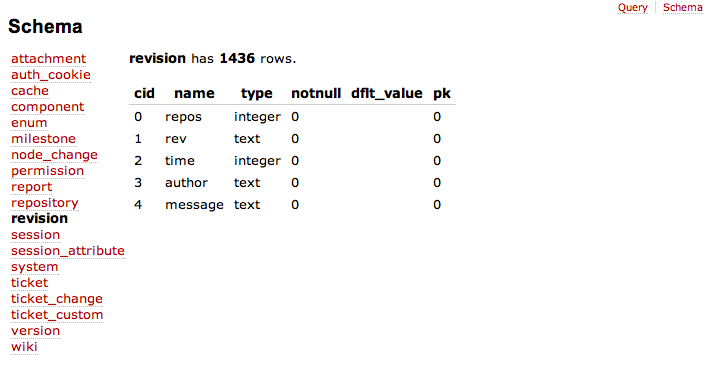 Query Schema
Schema
attachment
auth_cookie
cache
component
enum
milestone
node_change
permission
report
repository
revision
session
session_attribute
system
ticket
ticket_change
ticket_custom
version
wiki
revision has 1436 rows.
cid name type notnull dflt_value pk
0 repos integer 0 0
1 rev text 0 0
2 time integer 0 0
3 author text 0 0
4 message text 0 0